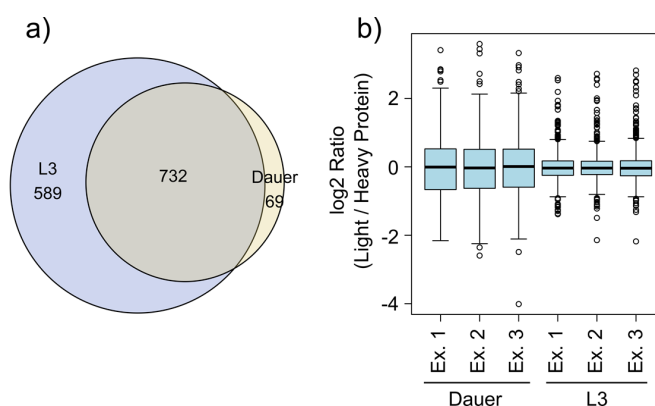 a)
L3
589
732
Dauer
69
b)
log2 Ratio
(Light / Heavy Protein)
2
0
-2
-4
Ex. 1
Ex. 2
Ex. 3
Ex. 1
Ex. 2
Ex. 3
Dauer
L3